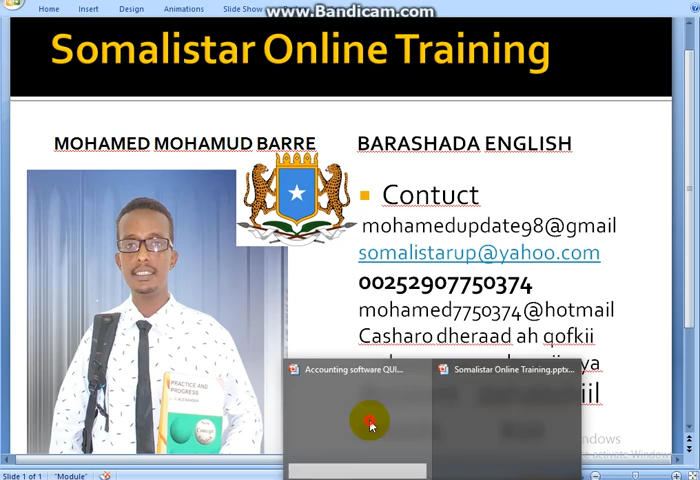 www.Bandicam.com
Home Insert Design Animations Slide Show
Somalistar Online Training
MOHAMED MOHAMUD BARRE
BARASHADA ENGLISH
Contuct
mohamedupdate98@gmail
somalistarup@yahoo.com
00252907750374
mohamed7750374@hotmail
Casharo dheraad ah qofkii
Accounting software QUI...
Somalistar Online Training.pptx...
PRACTICE AND
PROGRESS
L. G. ALEXANDER
Slide 1 of 1 "Module"